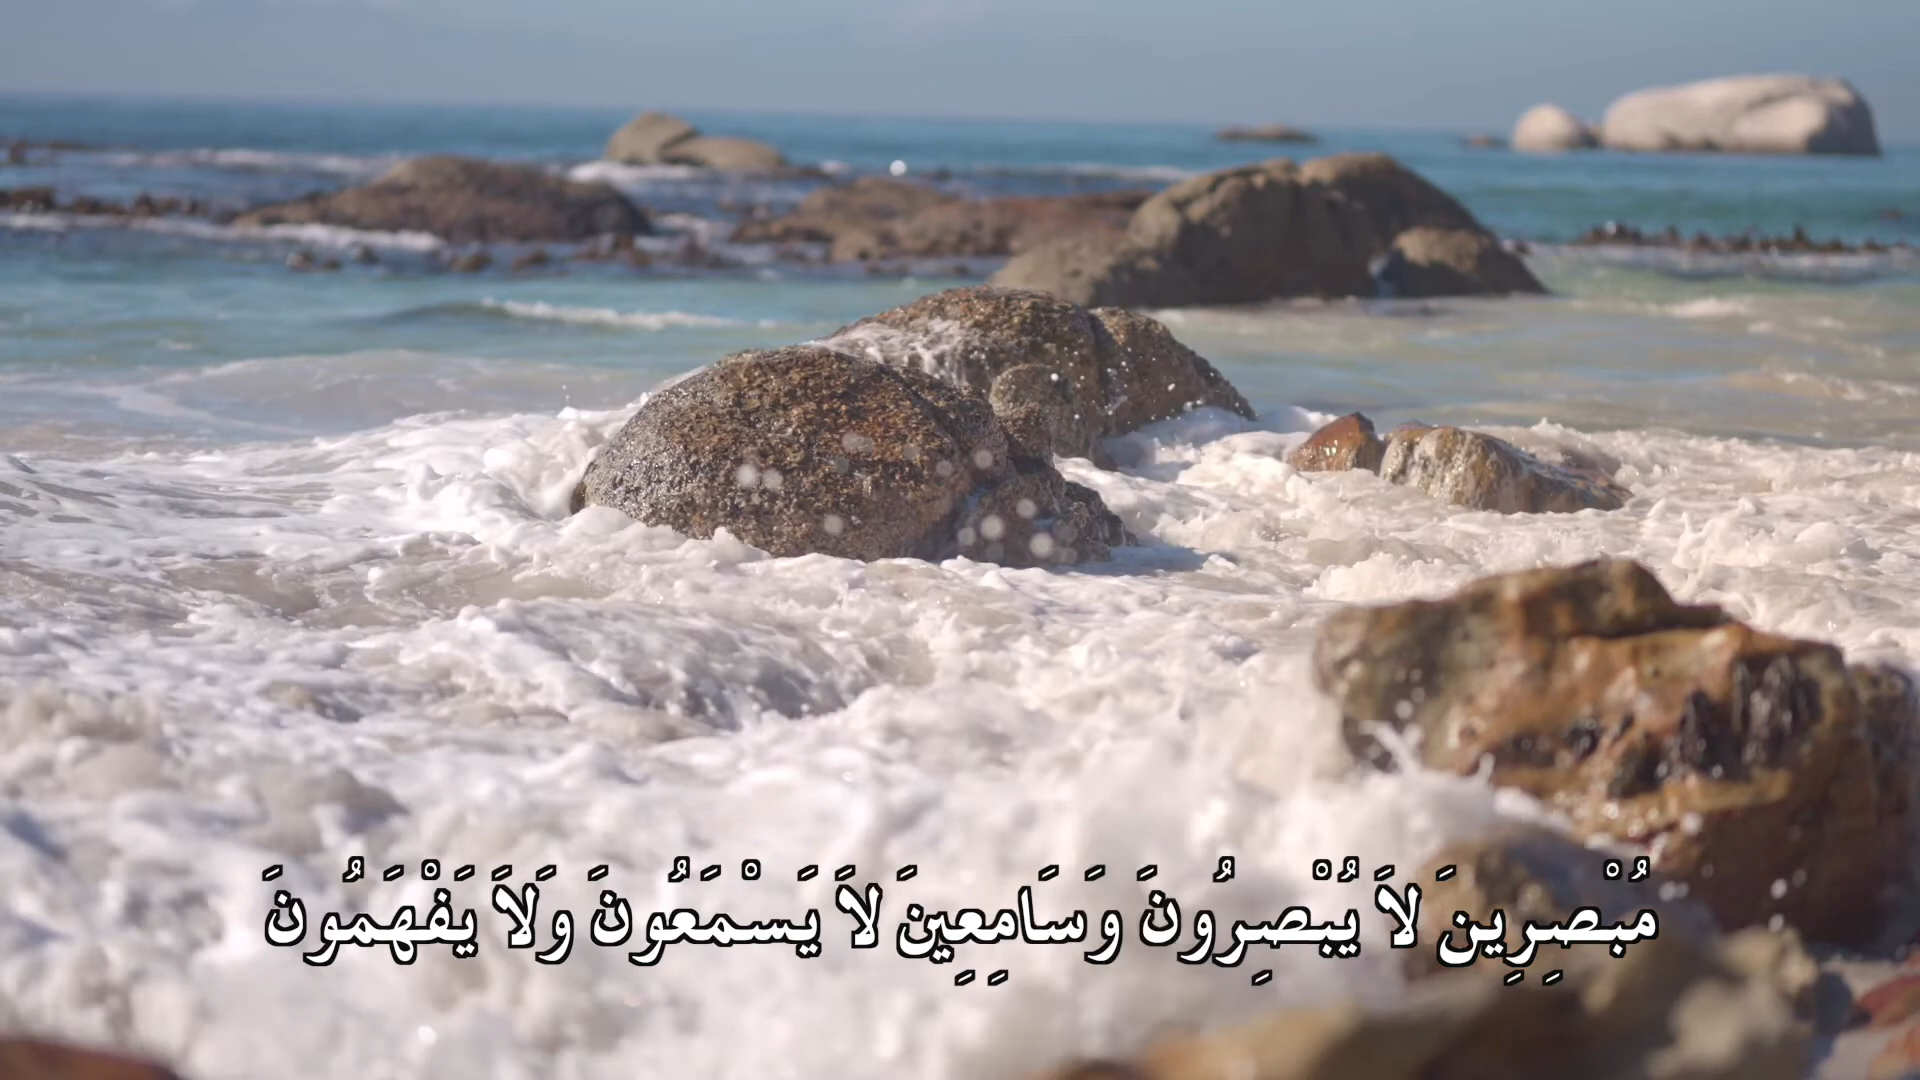 مُبْصِرِينَ لاَ يُبْصِرُونَ وَسَامِعِينَ لاَ يَسْمَعُونَ وَلاَ يَفْهَمُونَ